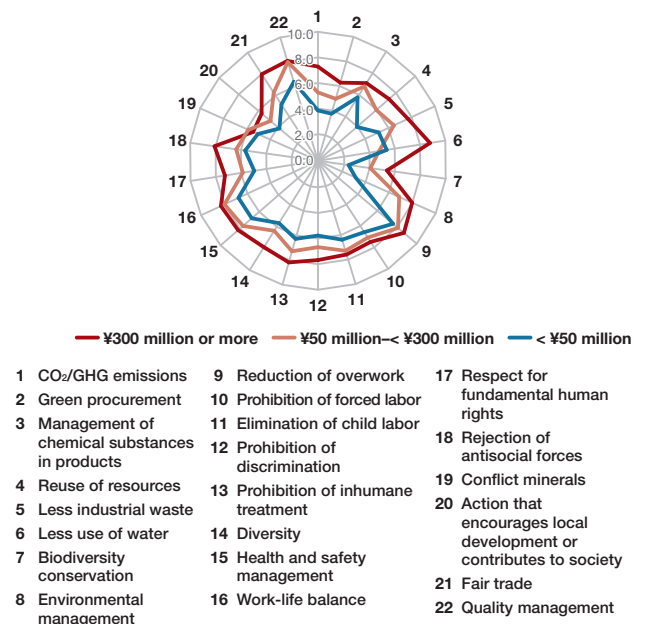 1
22 2
21 3
20 4
19 5
18 6
17 7
16 8
15 9
14 10
13 11
12
10.0
8.0
6.0
4.0
2.0
0.0
¥300 million or more ¥50 million–< ¥300 million < ¥50 million
1 CO₂/GHG emissions
2 Green procurement
3 Management of
chemical substances
in products
4 Reuse of resources
5 Less industrial waste
6 Less use of water
7 Biodiversity
conservation
8 Environmental
management
9 Reduction of overwork
10 Prohibition of forced labor
11 Elimination of child labor
12 Prohibition of
discrimination
13 Prohibition of inhumane
treatment
14 Diversity
15 Health and safety
management
16 Work-life balance
17 Respect for
fundamental human
rights
18 Rejection of
antisocial forces
19 Conflict minerals
20 Action that
encourages local
development or
contributes to society
21 Fair trade
22 Quality management